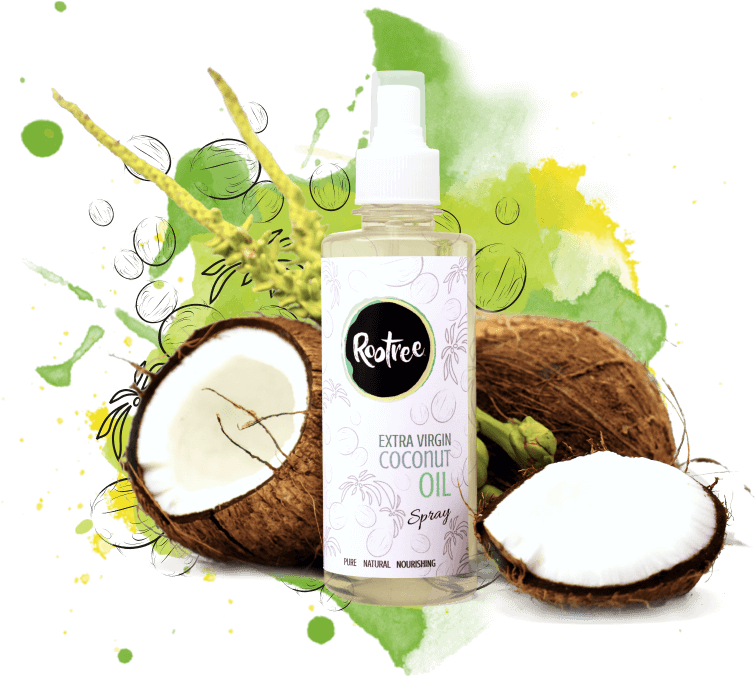 Rootree
EXTRA VIRGIN
COCONUT
OIL
Spray
PURE NATURAL NOURISHING